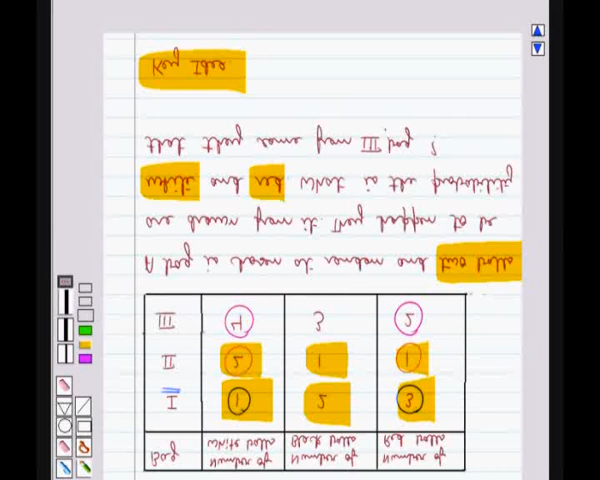 Bag Number of White balls Number of Black balls Number of Red balls
I 1 2 3
II 2 1 1
III 4 3 2
A bag is chosen at random and two balls
are drawn from it. They happen to be
white and red What is the probability
that they come from III bag ?
Key Idea